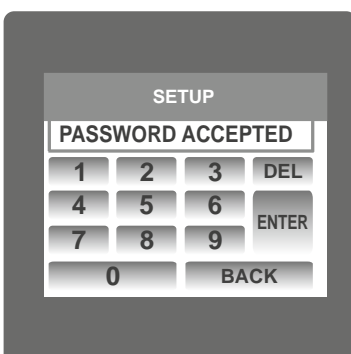 SETUP
PASSWORD ACCEPTED
1 2 3 DEL
4 5 6 ENTER
7 8 9
0 BACK